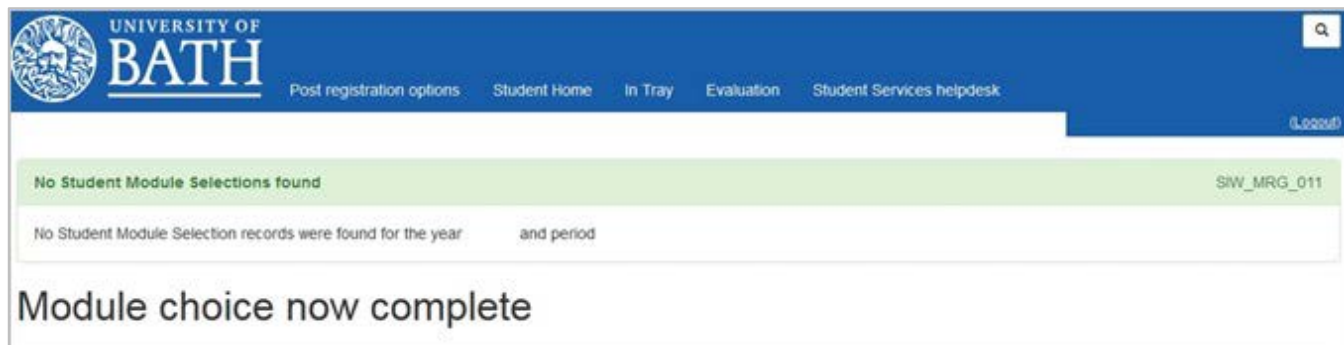 UNIVERSITY OF
BATH
Post registration options Student Home In Tray Evaluation Student Services helpdesk
(Logout)
No Student Module Selections found SIW_MRG_011
No Student Module Selection records were found for the year and period
Module choice now complete